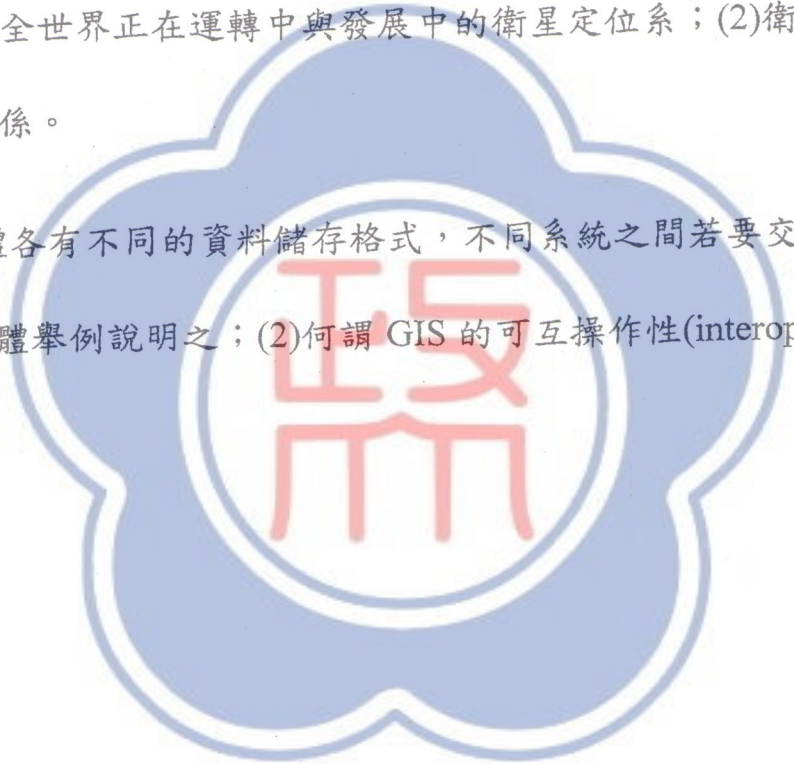 全世界正在運轉中與發展中的衛星定位系；(2)衛
係。
體各有不同的資料儲存格式，不同系統之間若要交
體舉例說明之；(2)何謂 GIS 的可互操作性(interop
政大